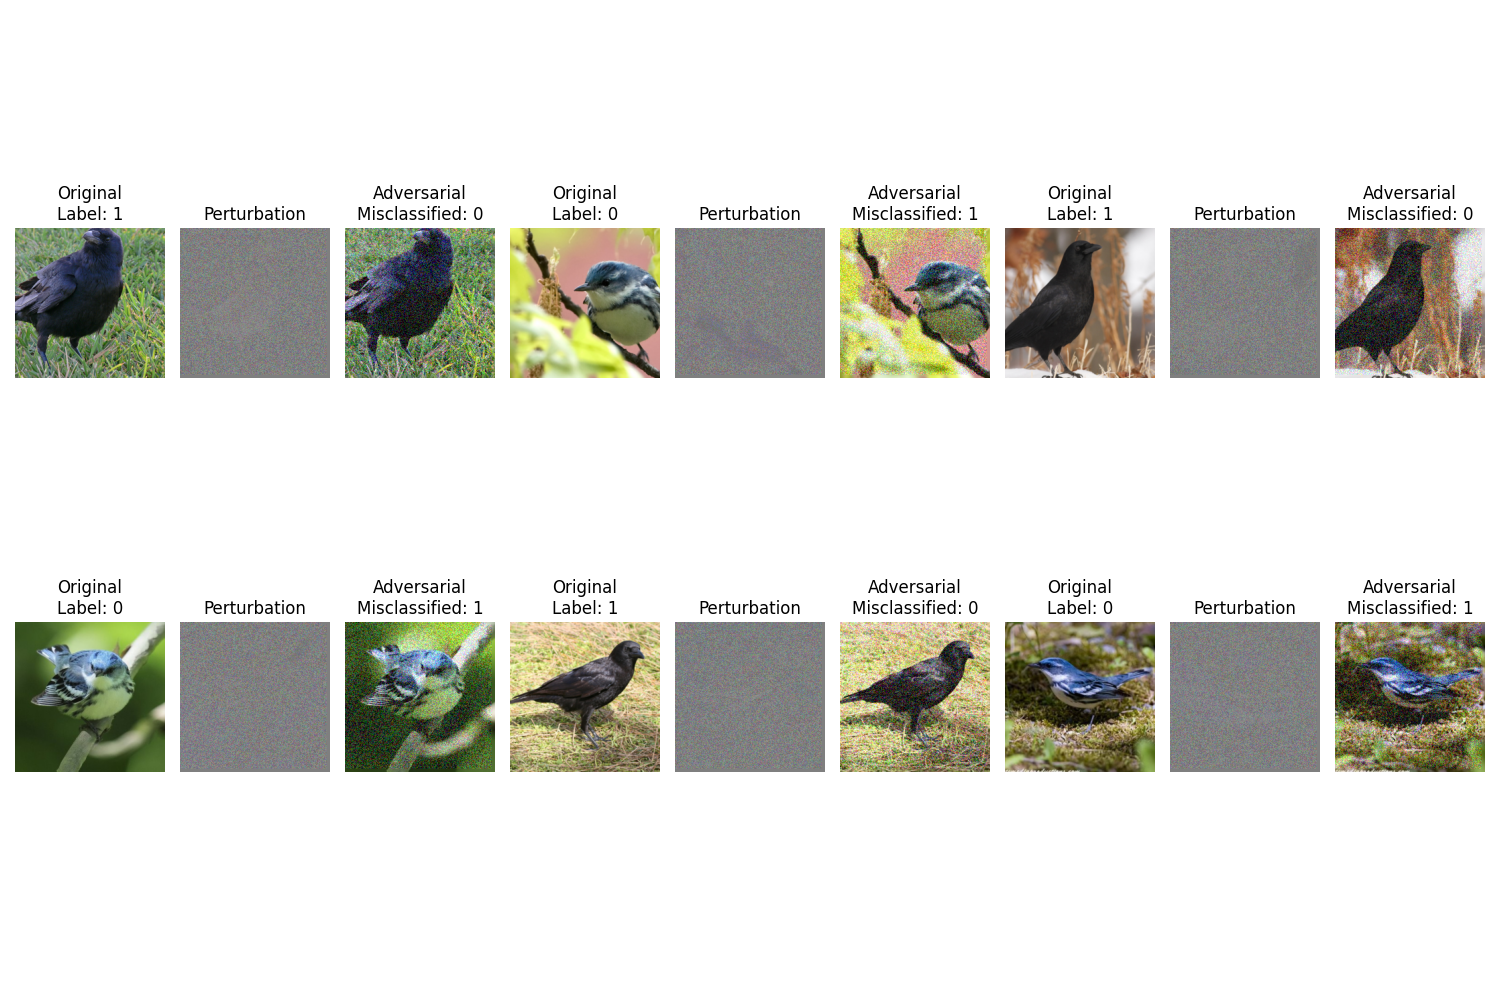 Original
Label: 1
Perturbation
Adversarial
Misclassified: 0
Original
Label: 0
Perturbation
Adversarial
Misclassified: 1
Original
Label: 1
Perturbation
Adversarial
Misclassified: 0
Original
Label: 0
Perturbation
Adversarial
Misclassified: 1
Original
Label: 1
Perturbation
Adversarial
Misclassified: 0
Original
Label: 0
Perturbation
Adversarial
Misclassified: 1